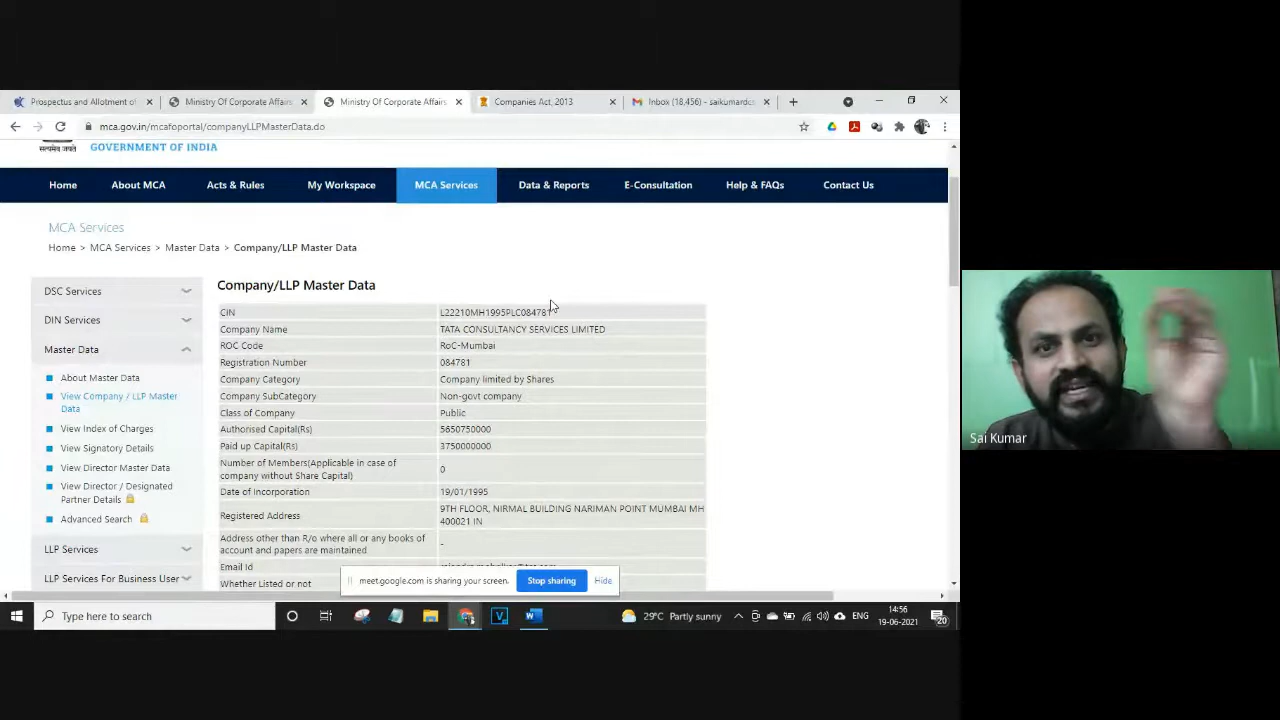 Prospectus and Allotment of
Ministry Of Corporate Affairs
Ministry Of Corporate Affairs
Companies Act, 2013
Inbox (18,456) - saikumardcs
mca.gov.in/mcafoportal/companyLLPMasterData.do
सत्यमेव जयते
GOVERNMENT OF INDIA
Home
About MCA
Acts & Rules
My Workspace
MCA Services
Data & Reports
E-Consultation
Help & FAQs
Contact Us
MCA Services
Home > MCA Services > Master Data > Company/LLP Master Data
DSC Services
DIN Services
Master Data
About Master Data
View Company / LLP Master
Data
View Index of Charges
View Signatory Details
View Director Master Data
View Director / Designated
Partner Details
Advanced Search
LLP Services
LLP Services For Business User
Company/LLP Master Data
CIN L22210MH1995PLC084781
Company Name TATA CONSULTANCY SERVICES LIMITED
ROC Code RoC-Mumbai
Registration Number 084781
Company Category Company limited by Shares
Company SubCategory Non-govt company
Class of Company Public
Authorised Capital(Rs) 5650750000
Paid up Capital(Rs) 3750000000
Number of Members(Applicable in case of
company without Share Capital) 0
Date of Incorporation 19/01/1995
Registered Address 9TH FLOOR, NIRMAL BUILDING NARIMAN POINT MUMBAI MH
400021 IN
Address other than R/o where all or any books of
account and papers are maintained -
Email Id
Whether Listed or not
meet.google.com is sharing your screen.
Stop sharing
Hide
Sai Kumar
Type here to search
V
W
29°C Partly sunny
ENG
14:56
19-06-2021
20